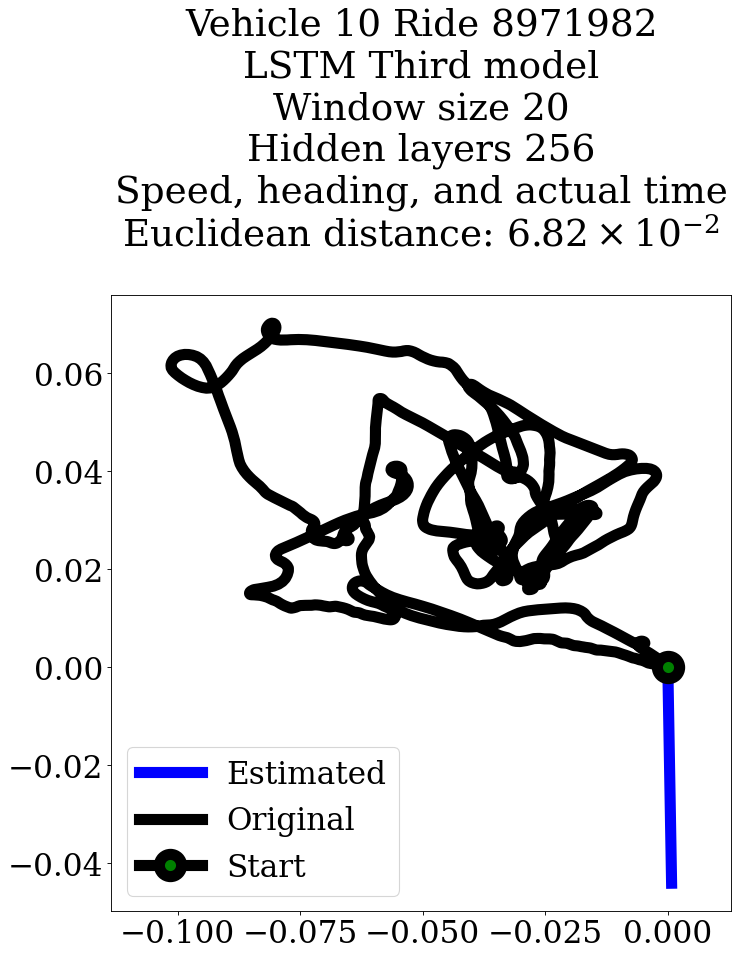 Vehicle 10 Ride 8971982
LSTM Third model
Window size 20
Hidden layers 256
Speed, heading, and actual time
Euclidean distance: 6.82 × 10⁻²
0.06
0.04
0.02
0.00
−0.02
−0.04
Estimated
Original
Start
−0.100 −0.075 −0.050 −0.025 0.000